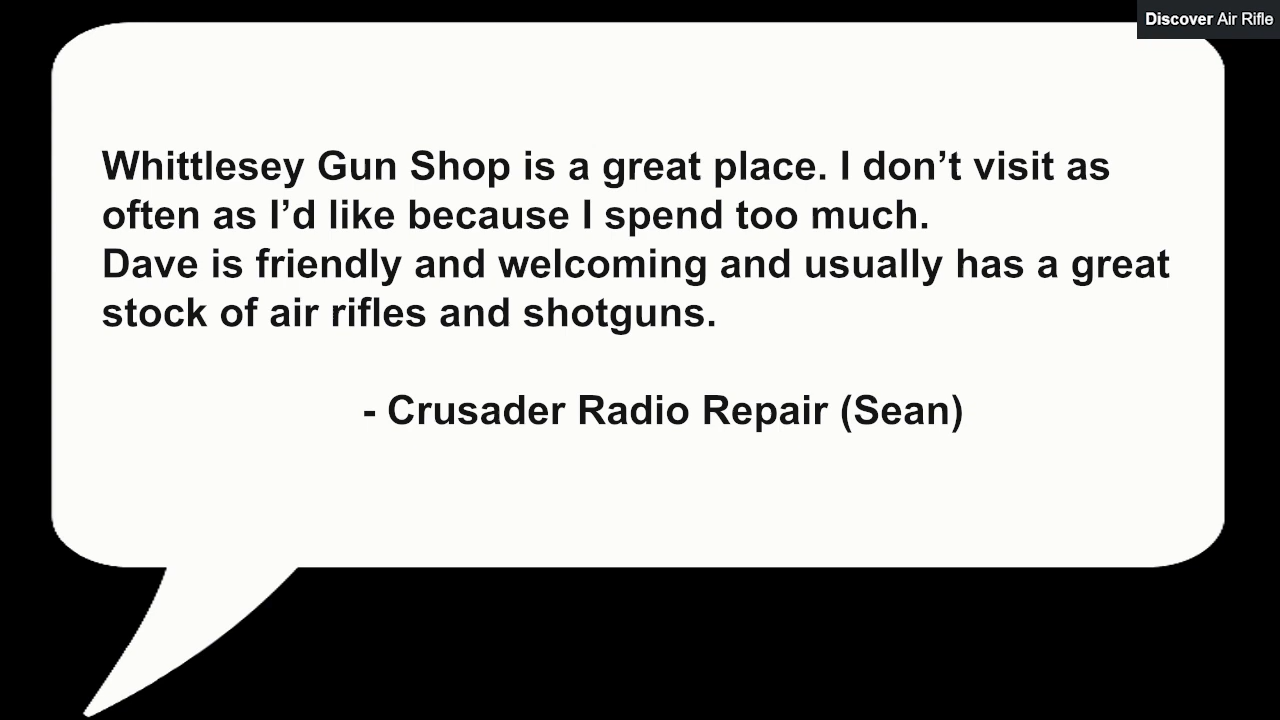 Discover Air Rifle
Whittlesey Gun Shop is a great place. I don’t visit as
often as I’d like because I spend too much.
Dave is friendly and welcoming and usually has a great
stock of air rifles and shotguns.
- Crusader Radio Repair (Sean)